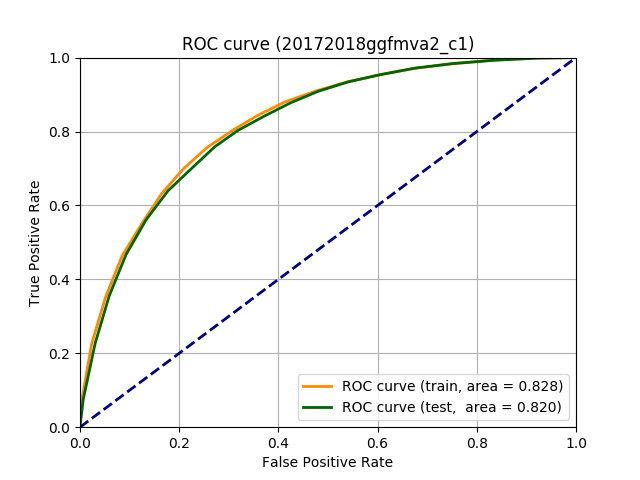 ROC curve (20172018ggfmva2_c1)
True Positive Rate
1.0
0.8
0.6
0.4
0.2
0.0
ROC curve (train, area = 0.828)
ROC curve (test,  area = 0.820)
0.0 0.2 0.4 0.6 0.8 1.0
False Positive Rate